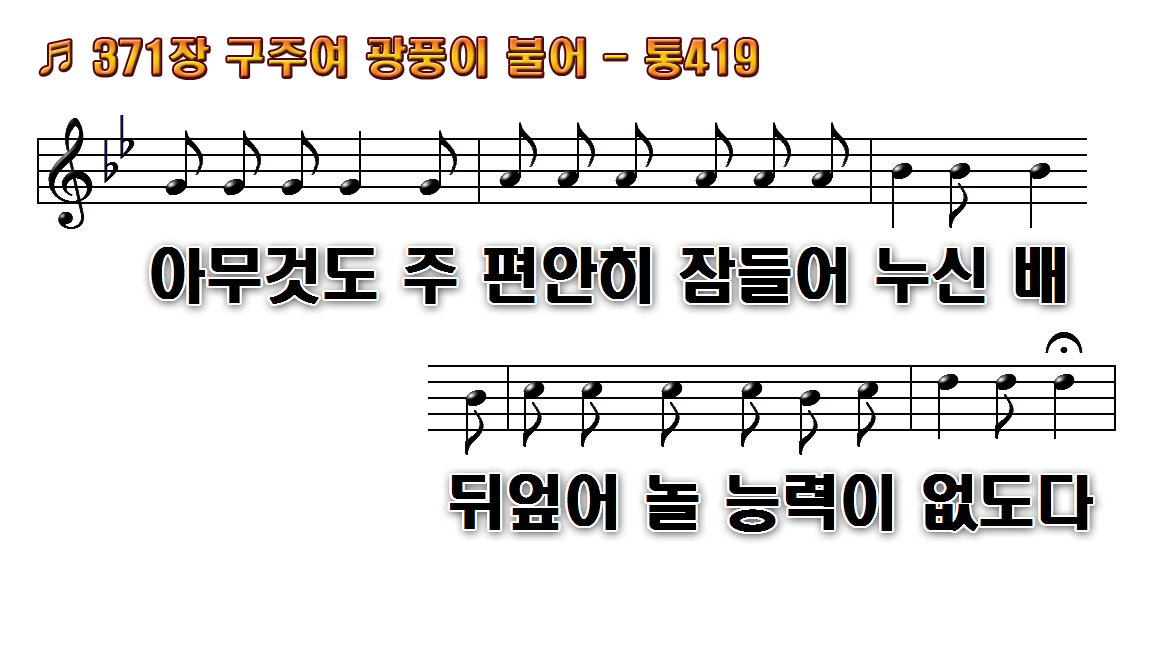 ♬ 371장 구주여 광풍이 불어 - 통419
아무것도 주 편안히 잠들어 누신 배
뒤엎어 놀 능력이 없도다